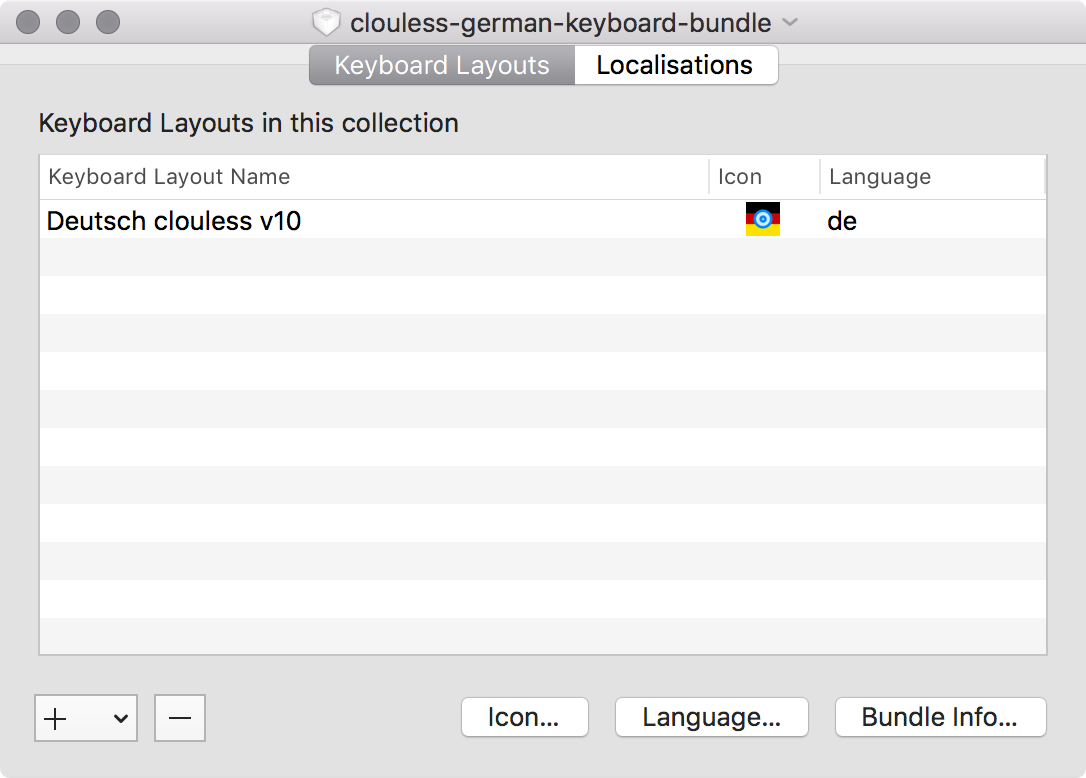 clouless-german-keyboard-bundle
Keyboard Layouts Localisations
Keyboard Layouts in this collection
Keyboard Layout Name Icon Language
Deutsch clouless v10 de
Icon... Language... Bundle Info...